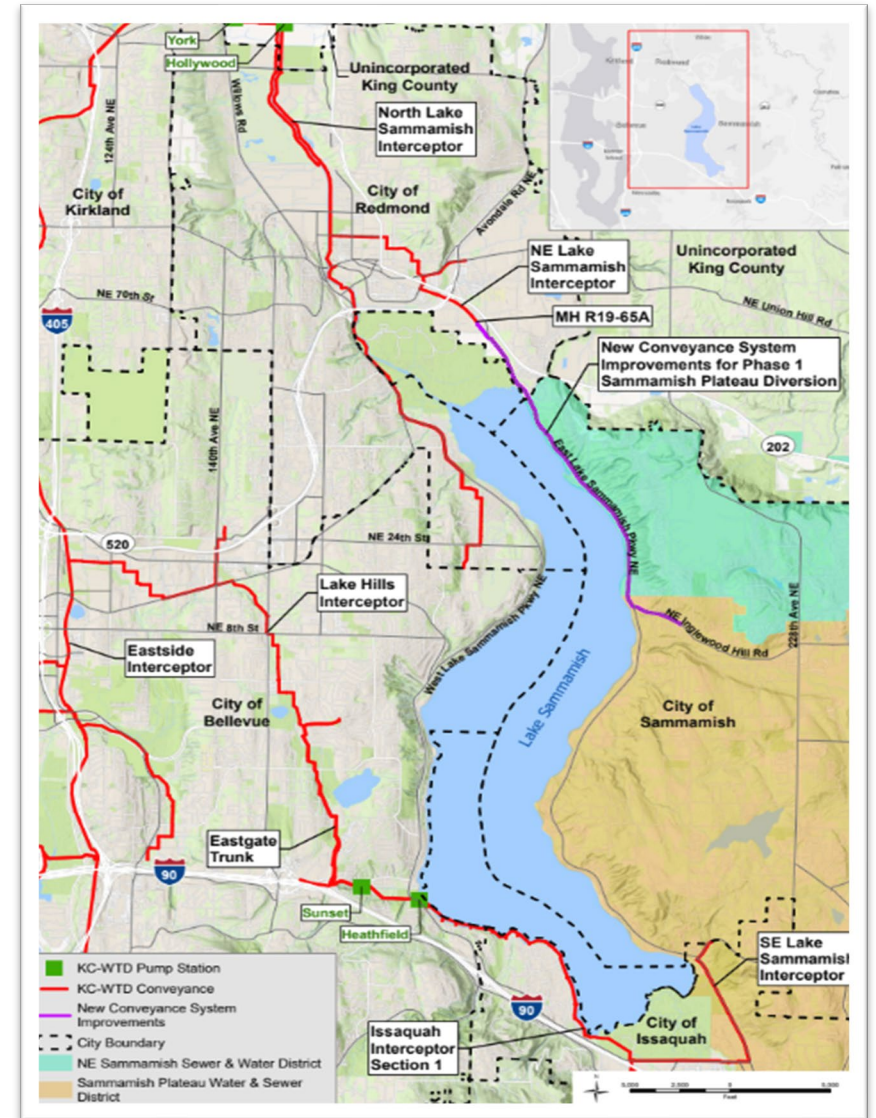 York
Hollywood
Unincorporated
King County
124th Ave NE
Willows Rd
North Lake
Sammamish
Interceptor
City of
Kirkland
City of
Redmond
Avondale Rd NE
NE Lake
Sammamish
Interceptor
Unincorporated
King County
NE 70th St
NE Union Hill Rd
405
MH R19-65A
New Conveyance System
Improvements for Phase 1
Sammamish Plateau Diversion
140th Ave NE
202
East Lake Sammamish Pkwy NE
520
NE 24th St
Lake Hills
Interceptor
NE 8th St
West Lake Sammamish Pkwy NE
NE Inglewood Hill Rd
228th Ave NE
Eastside
Interceptor
City of
Bellevue
Lake Sammamish
City of
Sammamish
Eastgate
Trunk
90
Sunset
Heathfield
SE Lake
Sammamish
Interceptor
90
Issaquah
Interceptor
Section 1
City of
Issaquah
KC-WTD Pump Station
KC-WTD Conveyance
New Conveyance System
Improvements
City Boundary
NE Sammamish Sewer & Water District
Sammamish Plateau Water & Sewer
District
Feet